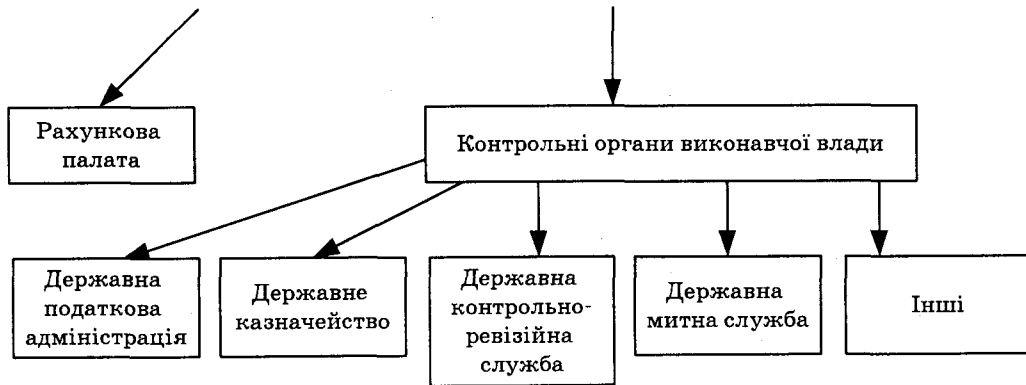 Рахункова
палата
Контрольні органи виконавчої влади
Державна
податкова
адміністрація
Державне
казначейство
Державна
контрольно-
ревізійна
служба
Державна
митна служба
Інші